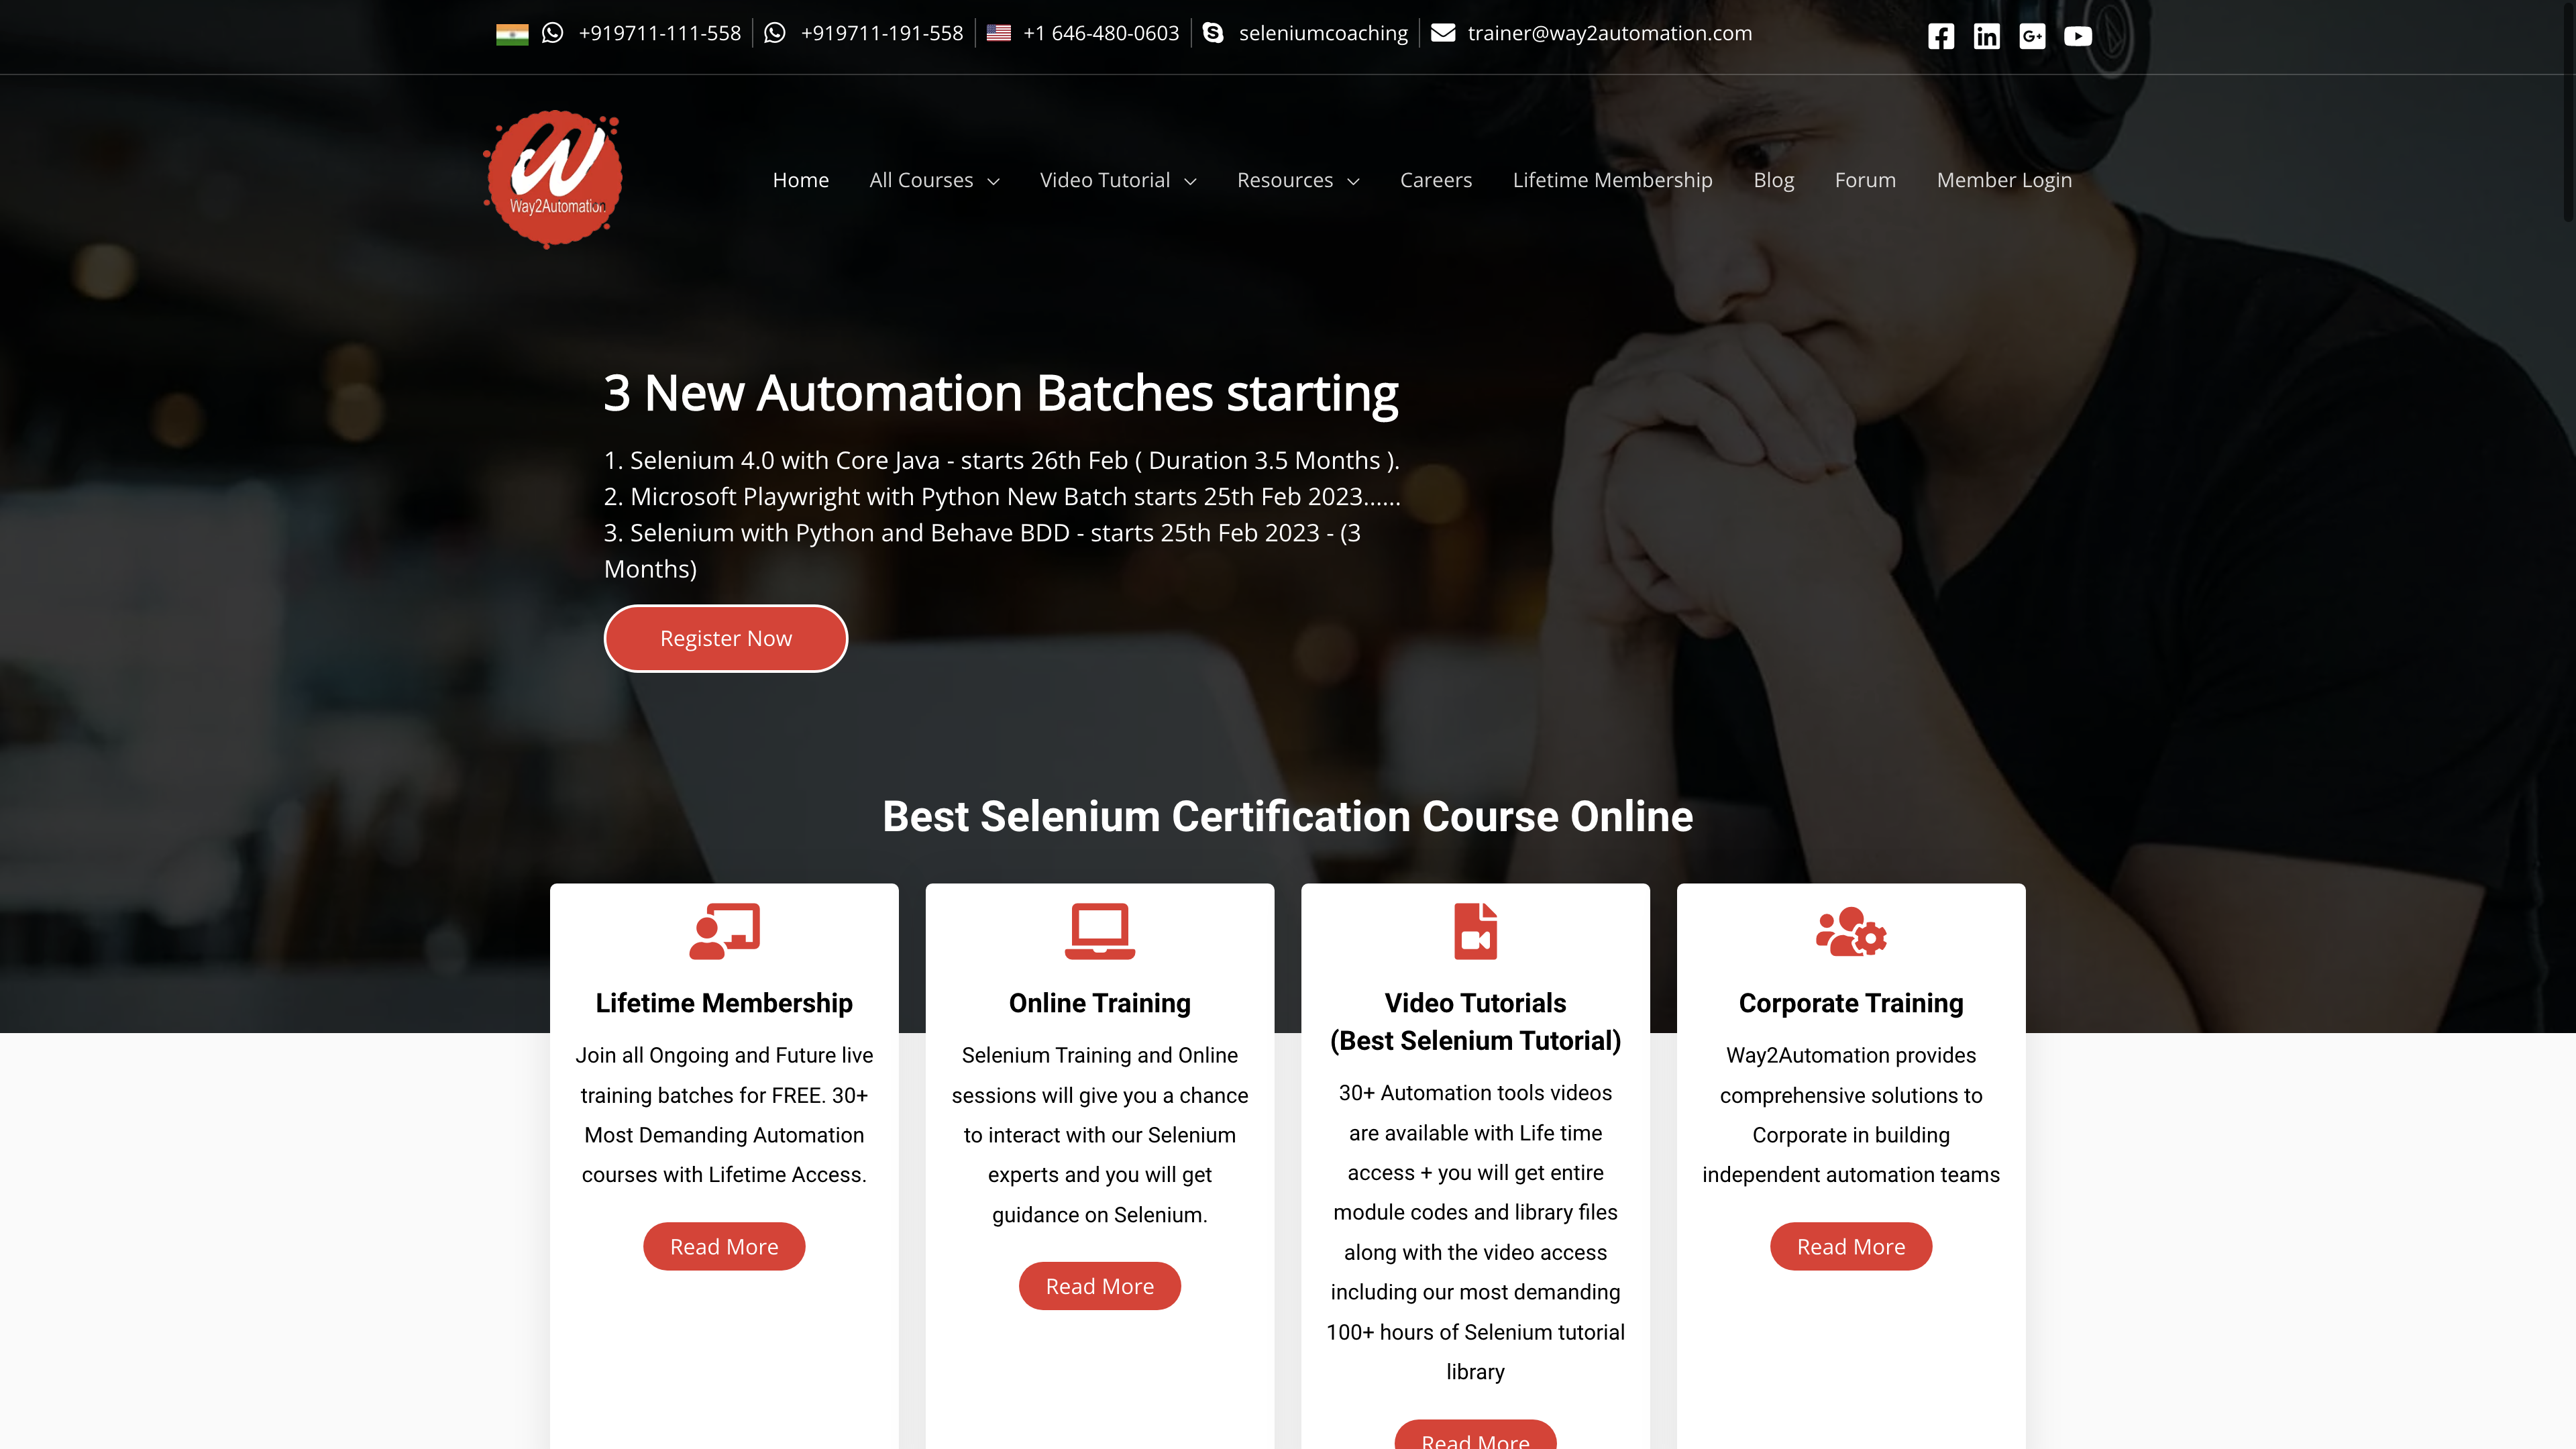 +919711-111-558
+919711-191-558
+1 646-480-0603
seleniumcoaching
trainer@way2automation.com
G+
Way2Automation
Home
All Courses
Video Tutorial
Resources
Careers
Lifetime Membership
Blog
Forum
Member Login
3 New Automation Batches starting
1. Selenium 4.0 with Core Java - starts 26th Feb ( Duration 3.5 Months ).
2. Microsoft Playwright with Python New Batch starts 25th Feb 2023......
3. Selenium with Python and Behave BDD - starts 25th Feb 2023 - (3
Months)
Register Now
Best Selenium Certification Course Online
Lifetime Membership
Join all Ongoing and Future live
training batches for FREE. 30+
Most Demanding Automation
courses with Lifetime Access.
Read More
Online Training
Selenium Training and Online
sessions will give you a chance
to interact with our Selenium
experts and you will get
guidance on Selenium.
Read More
Video Tutorials
(Best Selenium Tutorial)
30+ Automation tools videos
are available with Life time
access + you will get entire
module codes and library files
along with the video access
including our most demanding
100+ hours of Selenium tutorial
library
Read More
Corporate Training
Way2Automation provides
comprehensive solutions to
Corporate in building
independent automation teams
Read More